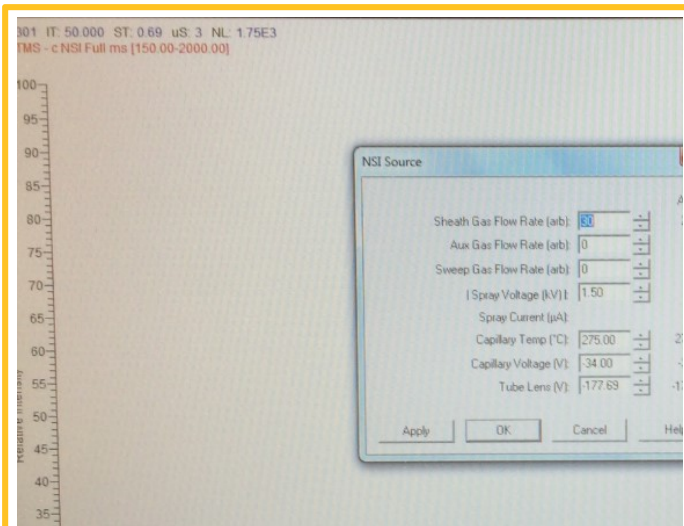 301 IT: 50.000 ST: 0.69 uS: 3 NL: 1.75E3
TMS - c NSI Full ms [150.00-2000.00]
100
95
90
85
80
75
70
65
60
55
50
45
40
35
Relative Intensity
NSI Source
Sheath Gas Flow Rate (arb): 30
Aux Gas Flow Rate (arb): 0
Sweep Gas Flow Rate (arb): 0
| Spray Voltage (kV) |: 1.50
Spray Current (µA):
Capillary Temp (°C): 275.00
Capillary Voltage (V): -34.00
Tube Lens (V): -177.69
Apply OK Cancel Help